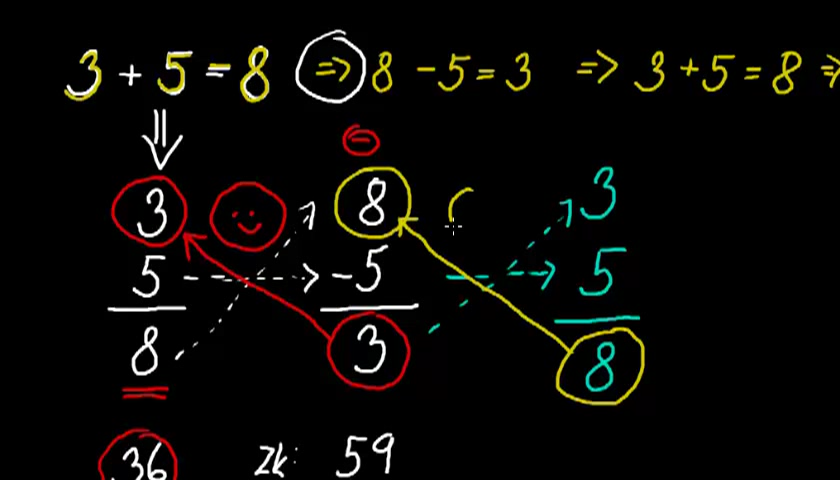 3 + 5 = 8 => 8 - 5 = 3 => 3 + 5 = 8 =>
3 8 3
5 -5 5
8 3 8
36 zk: 59